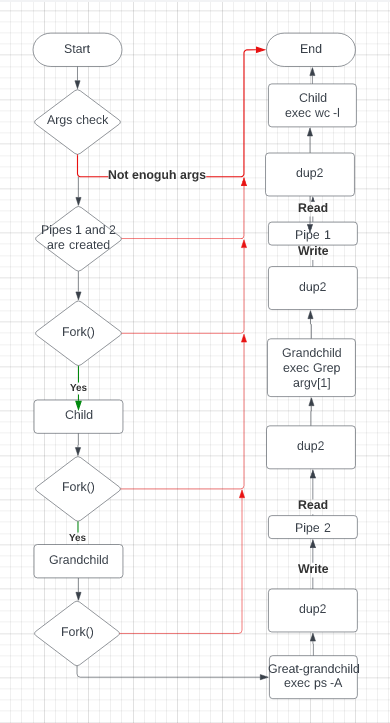 Start
Args check
Not enoguh args
Pipes 1 and 2
are created
Fork()
Yes
Child
Fork()
Yes
Grandchild
Fork()
End
Child
exec wc -l
dup2
Read
Pipe 1
Write
dup2
Grandchild
exec Grep
argv[1]
dup2
Read
Pipe 2
Write
dup2
Great-grandchild
exec ps -A